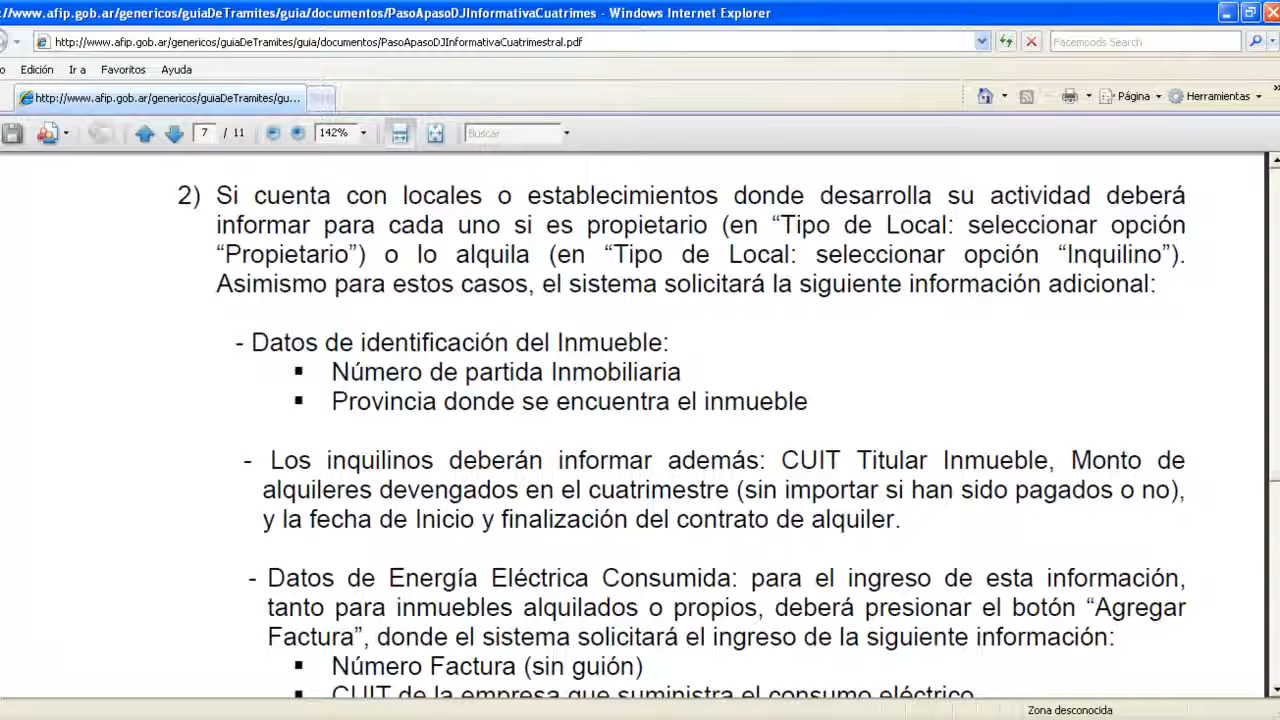 ://www.afip.gob.ar/genericos/guiaDeTramites/guia/documentos/PasoApasoDJInformativaCuatrimes - Windows Internet Explorer
http://www.afip.gob.ar/genericos/guiaDeTramites/guia/documentos/PasoApasoDJInformativaCuatrimestral.pdf
Facemoods Search
o Edición Ir a Favoritos Ayuda
http://www.afip.gob.ar/genericos/guiaDeTramites/gu...
Página Herramientas
7 / 11 142% Buscar
2) Si cuenta con locales o establecimientos donde desarrolla su actividad deberá
informar para cada uno si es propietario (en “Tipo de Local: seleccionar opción
“Propietario”) o lo alquila (en “Tipo de Local: seleccionar opción “Inquilino”).
Asimismo para estos casos, el sistema solicitará la siguiente información adicional:
- Datos de identificación del Inmueble:
▪ Número de partida Inmobiliaria
▪ Provincia donde se encuentra el inmueble
- Los inquilinos deberán informar además: CUIT Titular Inmueble, Monto de
alquileres devengados en el cuatrimestre (sin importar si han sido pagados o no),
y la fecha de Inicio y finalización del contrato de alquiler.
- Datos de Energía Eléctrica Consumida: para el ingreso de esta información,
tanto para inmuebles alquilados o propios, deberá presionar el botón “Agregar
Factura”, donde el sistema solicitará el ingreso de la siguiente información:
▪ Número Factura (sin guión)
▪ CUIT de la empresa que suministra el consumo eléctrico
Zona desconocida